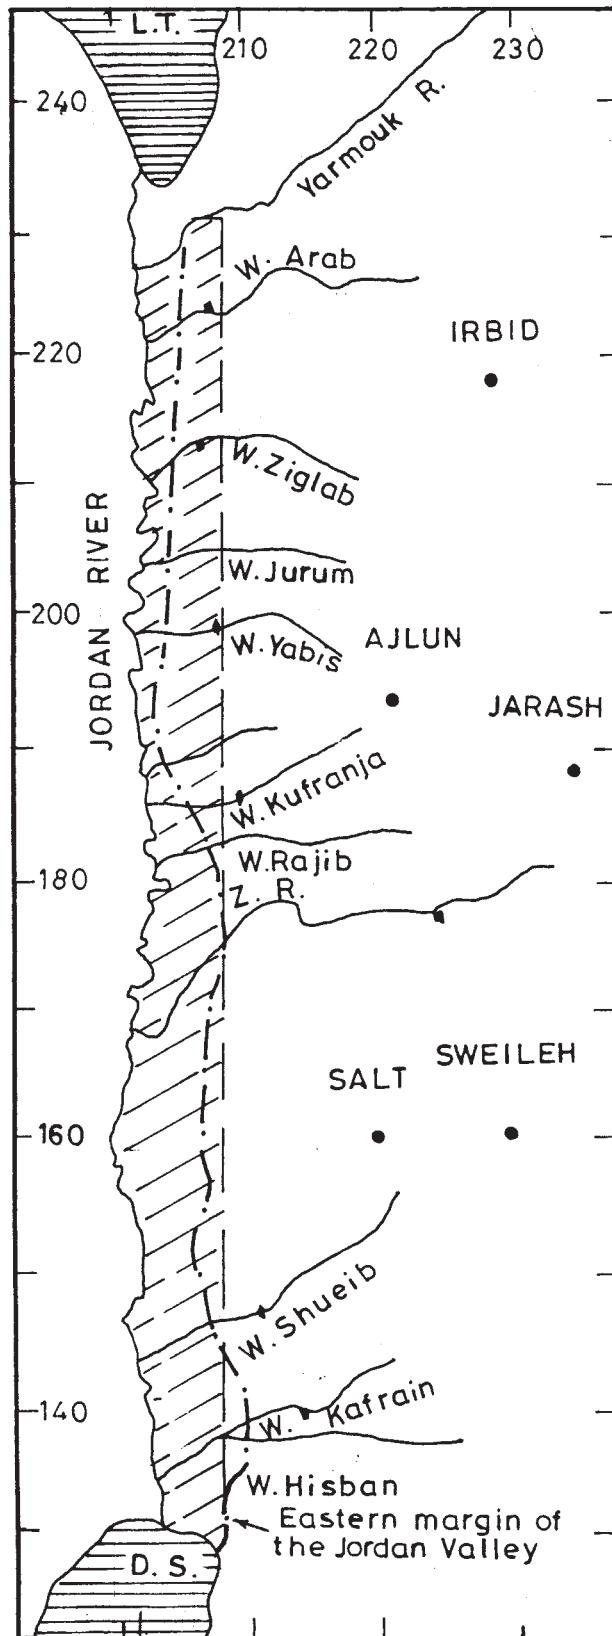 L.T.
210
220
230
240
Yarmouk R.
W. Arab
IRBID
220
W.Ziglab
JORDAN RIVER
W.Jurum
200
W.Yabis
AJLUN
JARASH
W.Kufranja
W.Rajib
180
Z. R.
SWEILEH
SALT
160
W. Shueib
140
W. Kafrain
W.Hisban
Eastern margin of
the Jordan Valley
D. S.